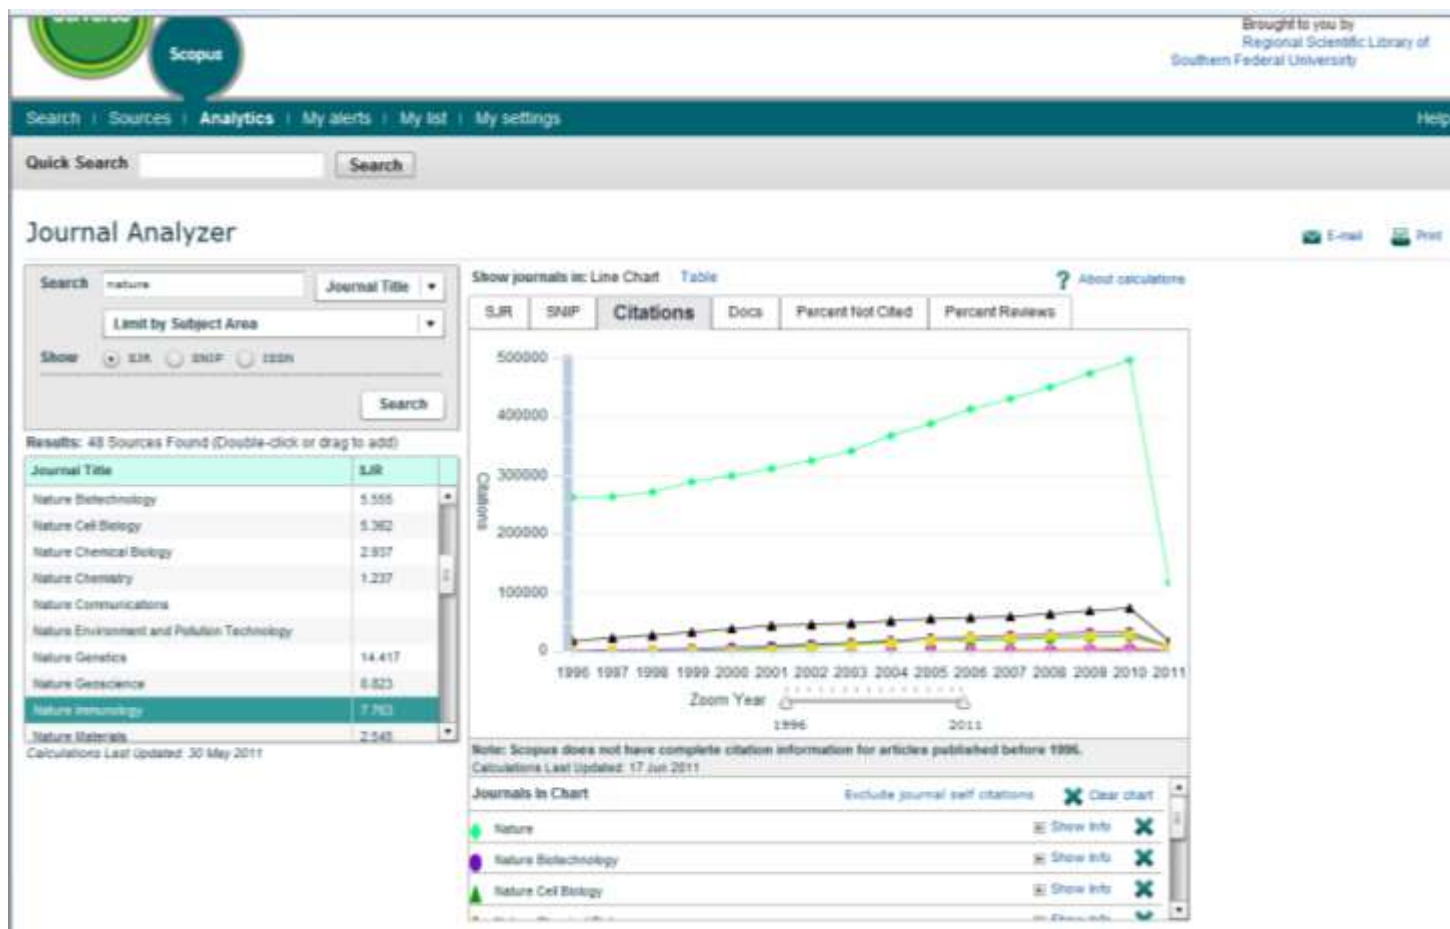 Scopus
Brought to you by
Regional Scientific Library of
Southern Federal Universirty
Search | Sources | Analytics | My alerts | My list | My settings
Help
Quick Search
Search
Journal Analyzer
E-mail
Print
Search nature Journal Title
Limit by Subject Area
Show SJR SNIP ISSN
Search
Results: 48 Sources Found (Double-click or drag to add)
Journal Title SJR
Nature Biotechnology 5.555
Nature Cell Biology 5.362
Nature Chemical Biology 2.937
Nature Chemistry 1.237
Nature Communications
Nature Environment and Pollution Technology
Nature Genetics 14.417
Nature Geoscience
Nature Immunology 7.763
Nature Materials 2.545
Calculations Last Updated: 30 May 2011
Show journals in: Line Chart Table
? About calculations
SJR SNIP Citations Docs Percent Not Cited Percent Reviews
500000
400000
300000
200000
100000
0
Citations
1996 1997 1998 1999 2000 2001 2002 2003 2004 2005 2006 2007 2008 2009 2010 2011
Zoom Year
1996 2011
Note: Scopus does not have complete citation information for articles published before 1996.
Calculations Last Updated: 17 Jun 2011
Journals In Chart Exclude journal self citations Clear chart
Nature Show Info
Nature Biotechnology Show Info
Nature Cell Biology Show Info